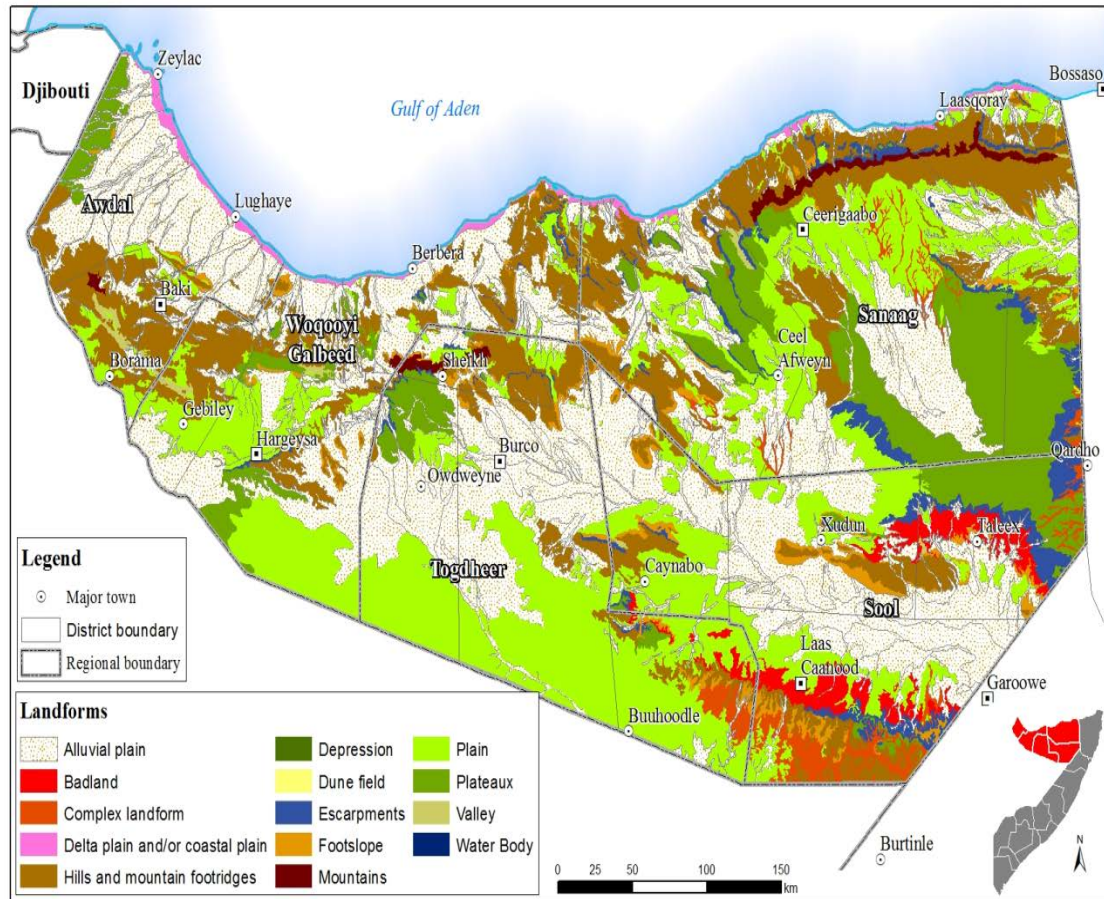 Zeylac
Djibouti
Bossaso
Gulf of Aden
Laasqoray
Awdal
Lughaye
Ceerigaabo
Berbera
Baki
Woqooyi
Galbeed
Sanaag
Sheikh
Ceel
Afweyn
Borama
Gebiley
Hargeysa
Burco
Qardho
Owdweyne
Xudun
Taleex
Togdheer
Caynabo
Sool
Laas
Caanood
Garoowe
Buuhoodle
Burtinle
Legend
Major town
District boundary
Regional boundary
Landforms
Alluvial plain
Badland
Complex landform
Delta plain and/or coastal plain
Hills and mountain footridges
Depression
Dune field
Escarpments
Footslope
Mountains
Plain
Plateaux
Valley
Water Body
0 25 50 100 150
km
N